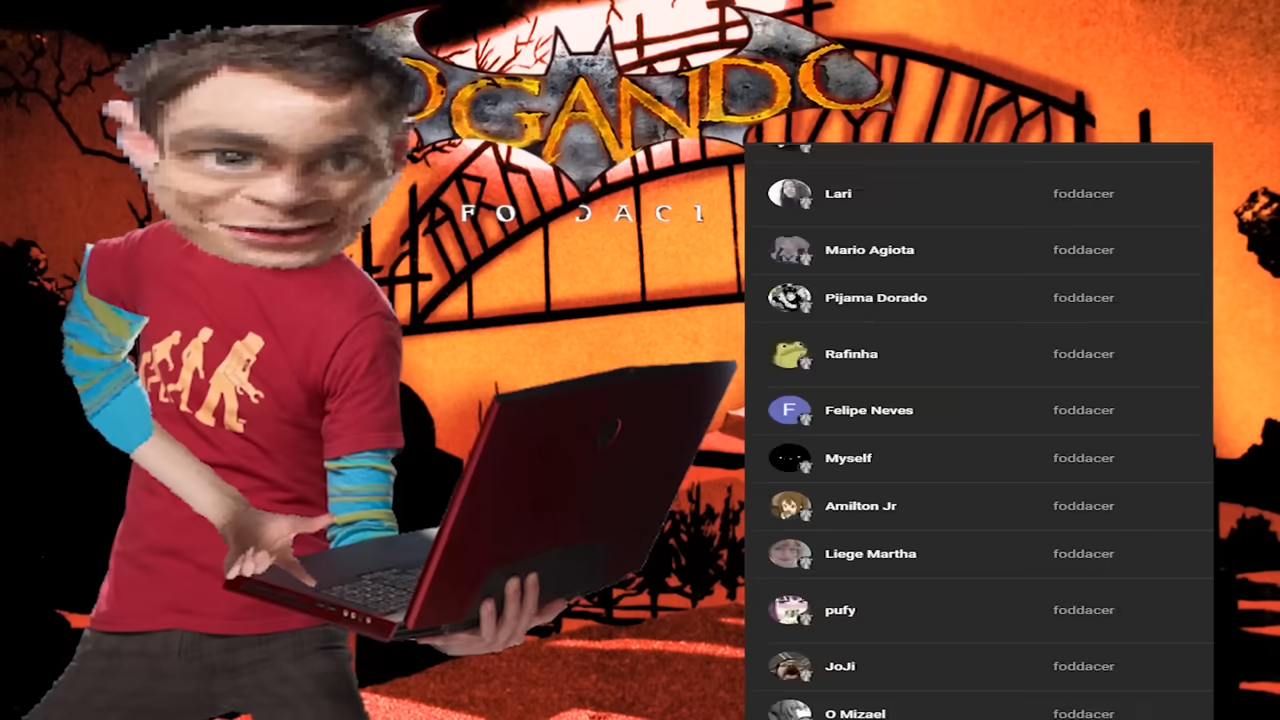 OGANDO
FO DAC1
Lari foddacer
Mario Agiota foddacer
Pijama Dorado foddacer
Rafinha foddacer
F Felipe Neves foddacer
Myself foddacer
Amilton Jr foddacer
Liege Martha foddacer
pufy foddacer
JoJi foddacer
O Mizael foddacer